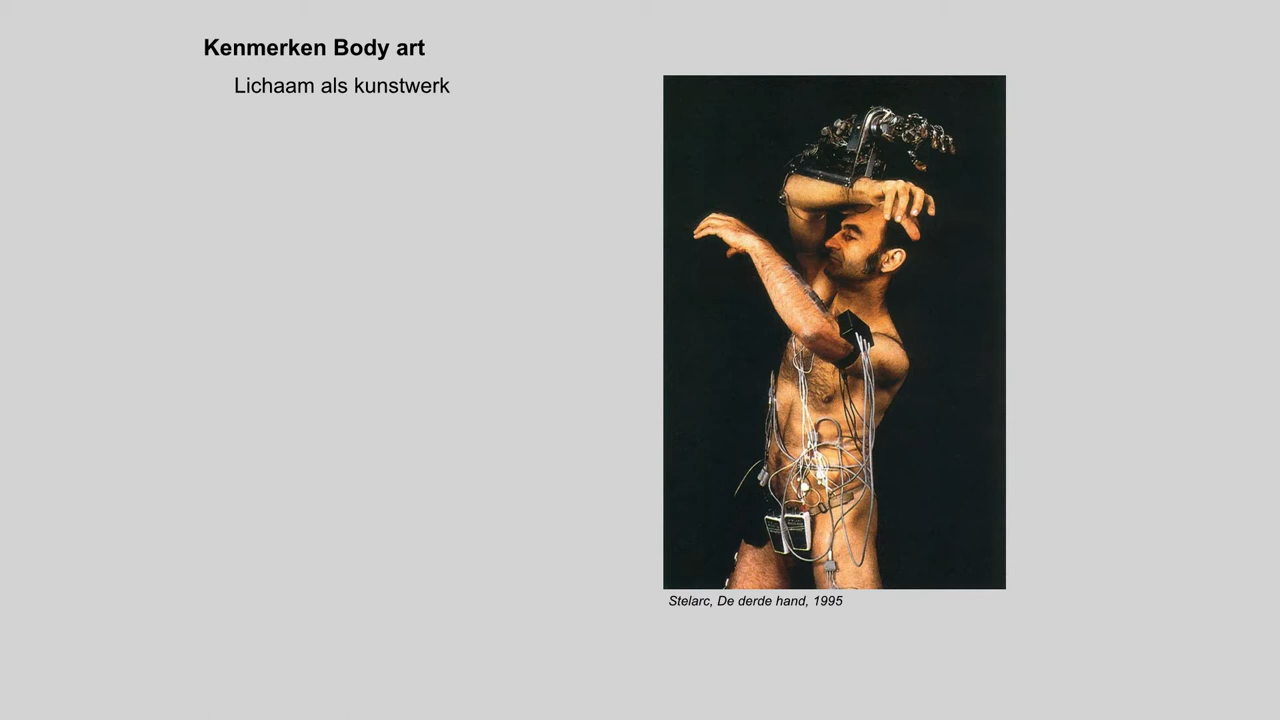 Kenmerken Body art
Lichaam als kunstwerk
Stelarc, De derde hand, 1995